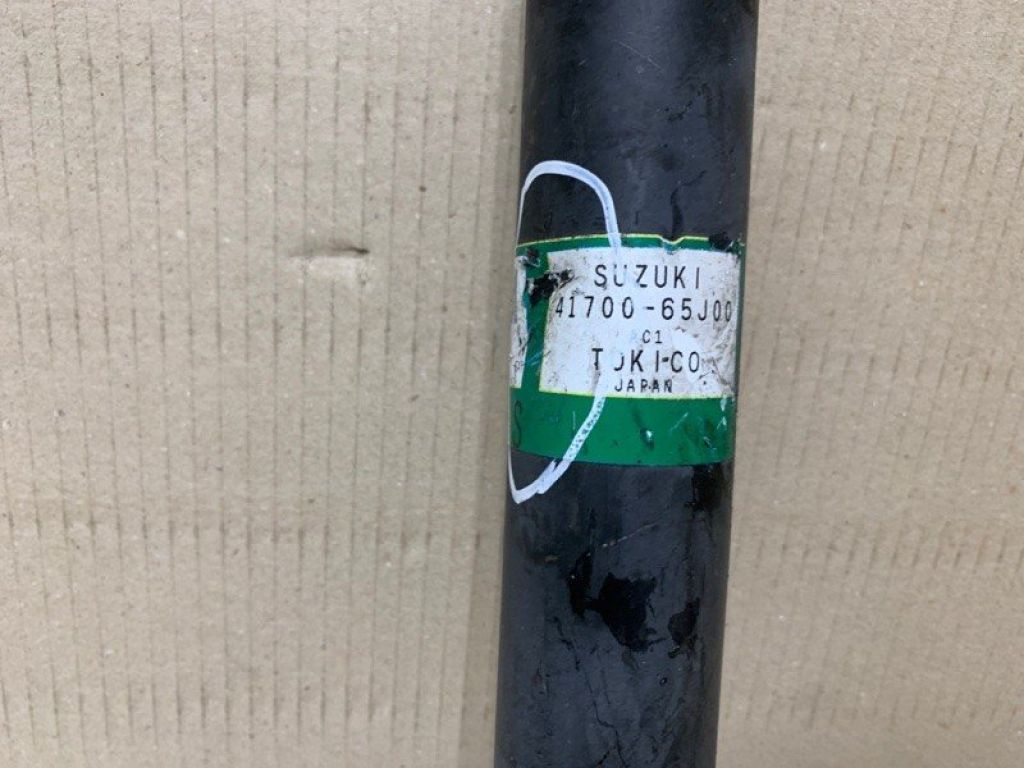 SUZUKI
41700-65J00
C1
TOKICO
JAPAN
S